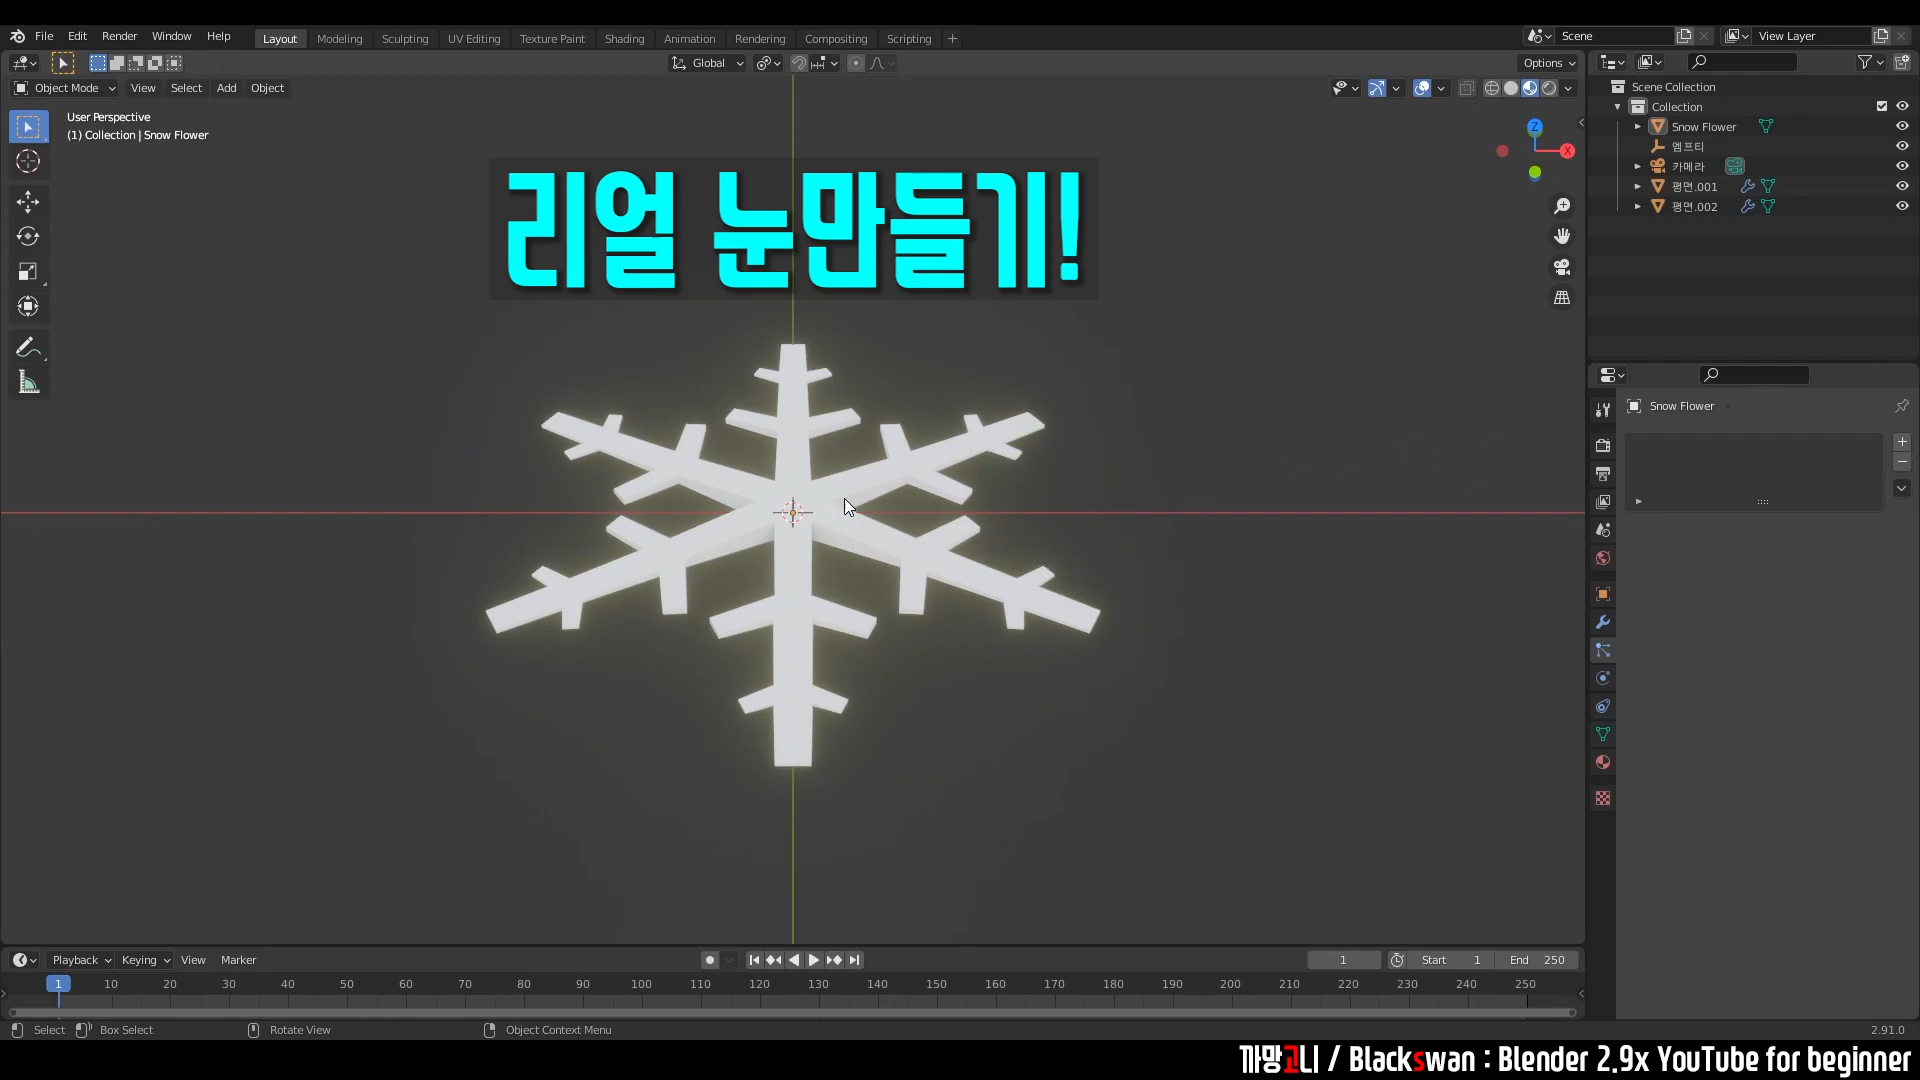 File Edit Render Window Help Layout Modeling Sculpting UV Editing Texture Paint Shading Animation Rendering Compositing Scripting + Scene View Layer
Global Options
Object Mode View Select Add Object
User Perspective
(1) Collection | Snow Flower
Z
X
리얼 눈만들기!
Scene Collection
Collection
Snow Flower
엠프티
카메라
평면.001
평면.002
Snow Flower
Playback Keying View Marker 1 Start 1 End 250
1 10 20 30 40 50 60 70 80 90 100 110 120 130 140 150 160 170 180 190 200 210 220 230 240 250
Select Box Select Rotate View Object Context Menu 2.91.0
까망고니 / Blackswan : Blender 2.9x YouTube for beginner